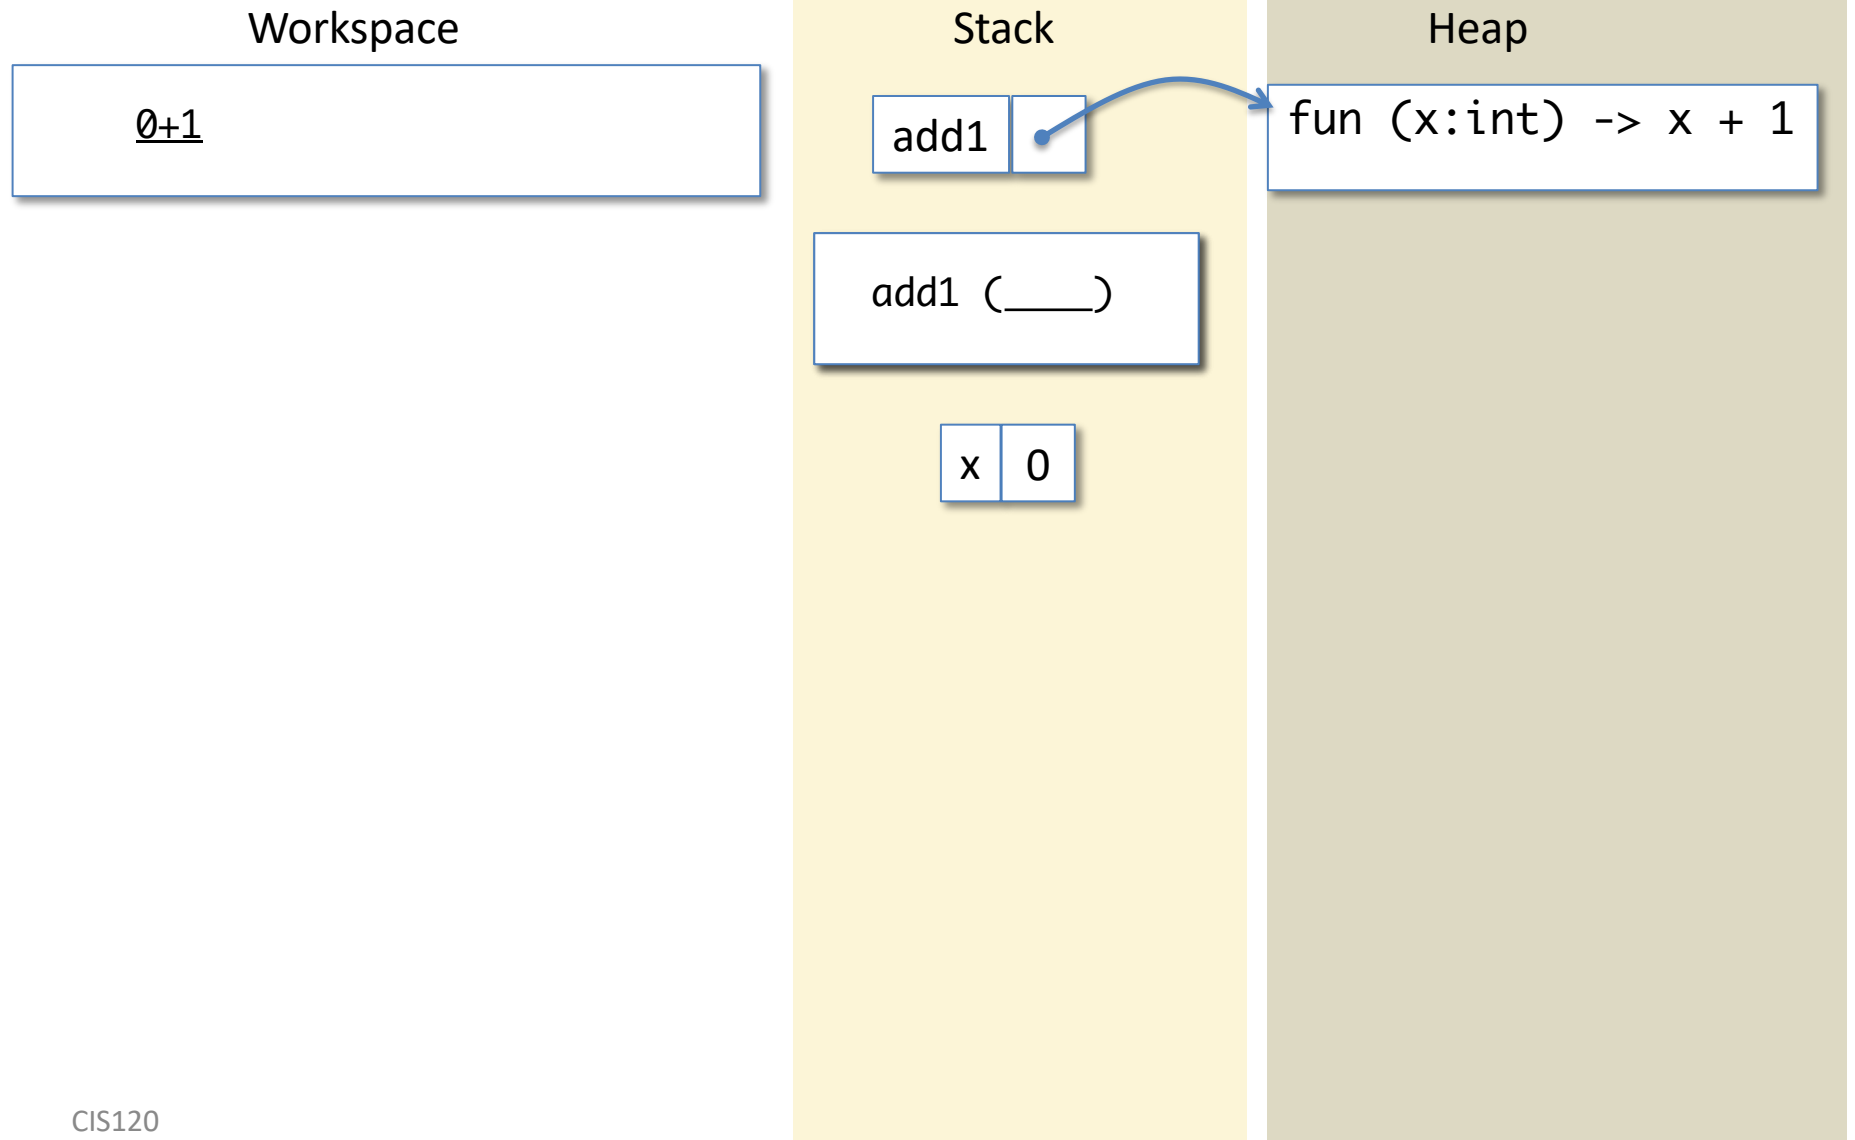 Workspace
Stack
Heap
0+1
add1
fun (x:int) -> x + 1
add1 (____)
x 0
CIS120